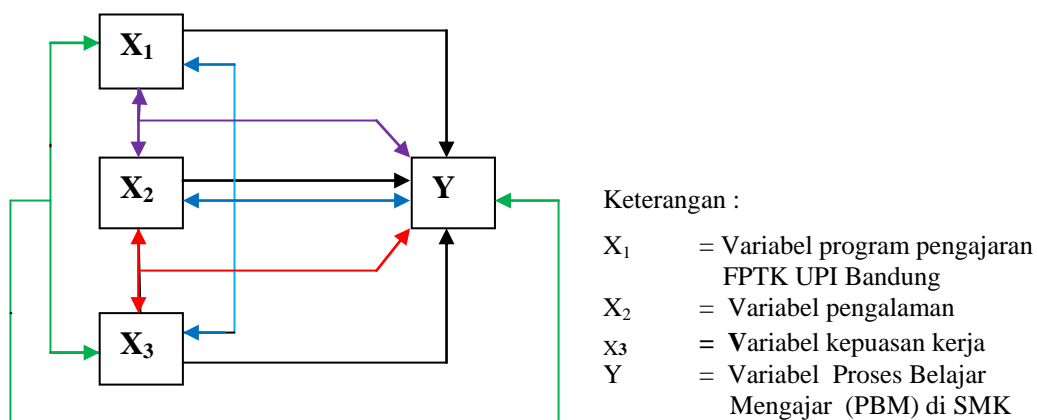 X1
X2
Y
X3
Keterangan :
X1 = Variabel program pengajaran
FPTK UPI Bandung
X2 = Variabel pengalaman
X3 = Variabel kepuasan kerja
Y = Variabel Proses Belajar
Mengajar (PBM) di SMK